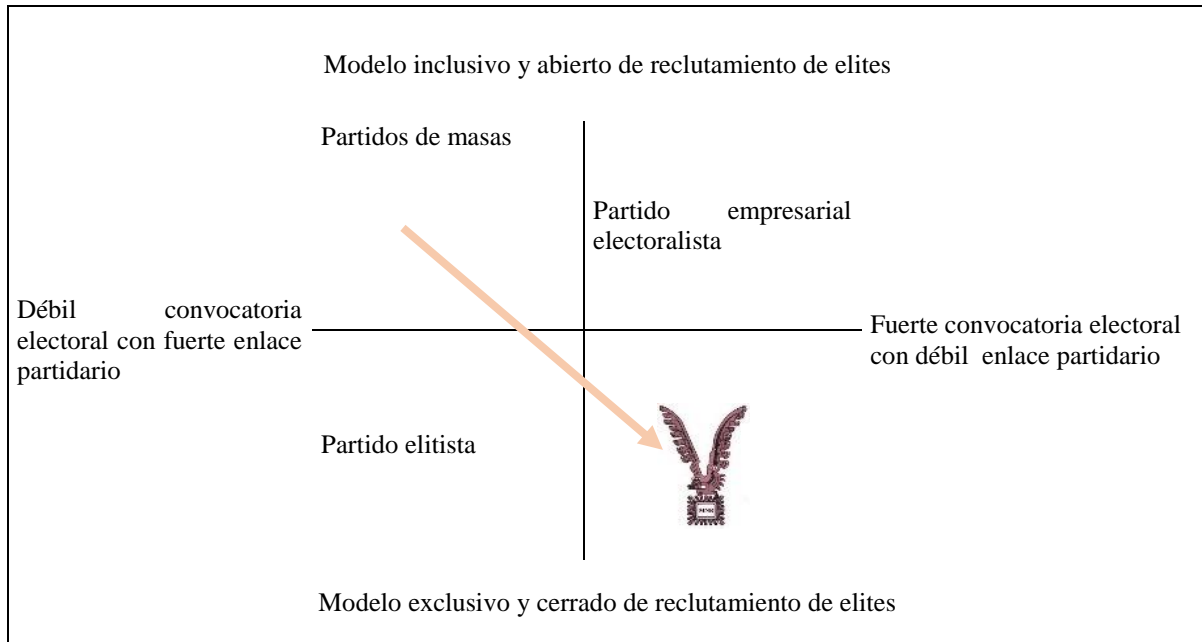 Modelo inclusivo y abierto de reclutamiento de elites
Partidos de masas
Partido empresarial
electoralista
Débil convocatoria
electoral con fuerte enlace
partidario
Fuerte convocatoria electoral
con débil enlace partidario
Partido elitista
MNR
Modelo exclusivo y cerrado de reclutamiento de elites